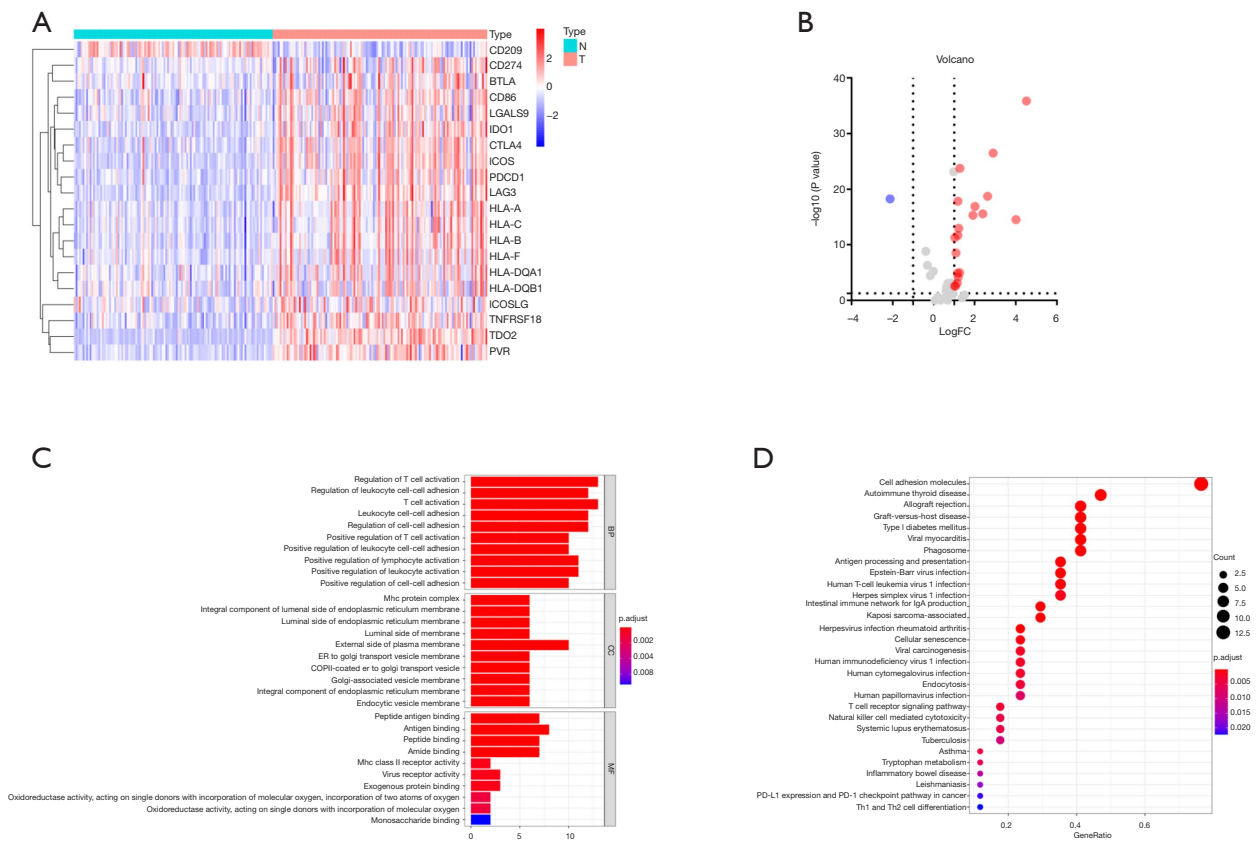 A
Type
CD209
CD274
BTLA
CD86
LGALS9
IDO1
CTLA4
ICOS
PDCD1
LAG3
HLA-A
HLA-C
HLA-B
HLA-F
HLA-DQA1
HLA-DQB1
ICOSLG
TNFRSF18
TDO2
PVR
2
0
−2
Type
N
T
B
Volcano
40
30
20
10
0
−log10 (P value)
−4
−2
0
2
4
6
LogFC
C
Regulation of T cell activation
Regulation of leukocyte cell-cell adhesion
T cell activation
Leukocyte cell-cell adhesion
Regulation of cell-cell adhesion
Positive regulation of T cell activation
Positive regulation of leukocyte cell-cell adhesion
Positive regulation of lymphocyte activation
Positive regulation of leukocyte activation
Positive regulation of cell-cell adhesion
BP
Mhc protein complex
Integral component of lumenal side of endoplasmic reticulum membrane
Luminal side of endoplasmic reticulum membrane
Luminal side of membrane
External side of plasma membrane
ER to golgi transport vesicle membrane
COPII-coated er to golgi transport vesicle
Golgi-associated vesicle membrane
Integral component of endoplasmic reticulum membrane
Endocytic vesicle membrane
CC
Peptide antigen binding
Antigen binding
Peptide binding
Amide binding
Mhc class II receptor activity
Virus receptor activity
Exogenous protein binding
Oxidoreductase activity, acting on single donors with incorporation of molecular oxygen, incorporation of two atoms of oxygen
Oxidoreductase activity, acting on single donors with incorporation of molecular oxygen
Monosaccharide binding
MF
0
5
10
p.adjust
0.002
0.004
0.008
D
Cell adhesion molecules
Autoimmune thyroid disease
Allograft rejection
Graft-versus-host disease
Type I diabetes mellitus
Viral myocarditis
Phagosome
Antigen processing and presentation
Epstein-Barr virus infection
Human T-cell leukemia virus 1 infection
Herpes simplex virus 1 infection
Intestinal immune network for IgA production
Kaposi sarcoma-associated
Herpesvirus infection rheumatoid arthritis
Cellular senescence
Viral carcinogenesis
Human immunodeficiency virus 1 infection
Human cytomegalovirus infection
Endocytosis
Human papillomavirus infection
T cell receptor signaling pathway
Natural killer cell mediated cytotoxicity
Systemic lupus erythematosus
Tuberculosis
Asthma
Tryptophan metabolism
Inflammatory bowel disease
Leishmaniasis
PD-L1 expression and PD-1 checkpoint pathway in cancer
Th1 and Th2 cell differentiation
0.2
0.4
0.6
GeneRatio
Count
2.5
5.0
7.5
10.0
12.5
p.adjust
0.005
0.010
0.015
0.020